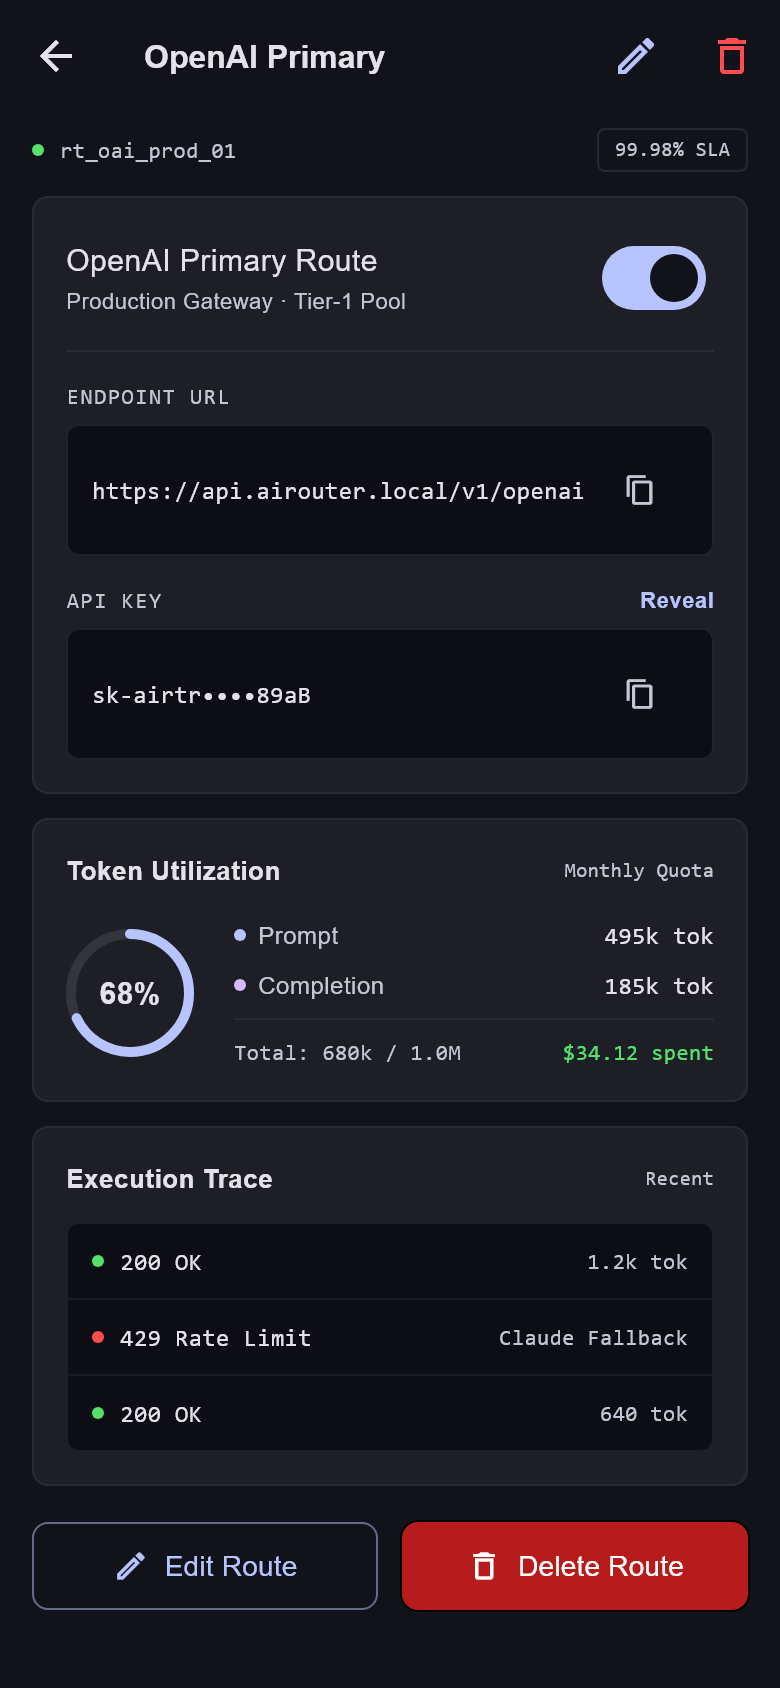 OpenAI Primary
rt_oai_prod_01
99.98% SLA
OpenAI Primary Route
Production Gateway · Tier-1 Pool
ENDPOINT URL
https://api.airouter.local/v1/openai
API KEY
Reveal
sk-airtr••••89aB
Token Utilization
Monthly Quota
68%
Prompt
495k tok
Completion
185k tok
Total: 680k / 1.0M
$34.12 spent
Execution Trace
Recent
200 OK
1.2k tok
429 Rate Limit
Claude Fallback
200 OK
640 tok
Edit Route
Delete Route